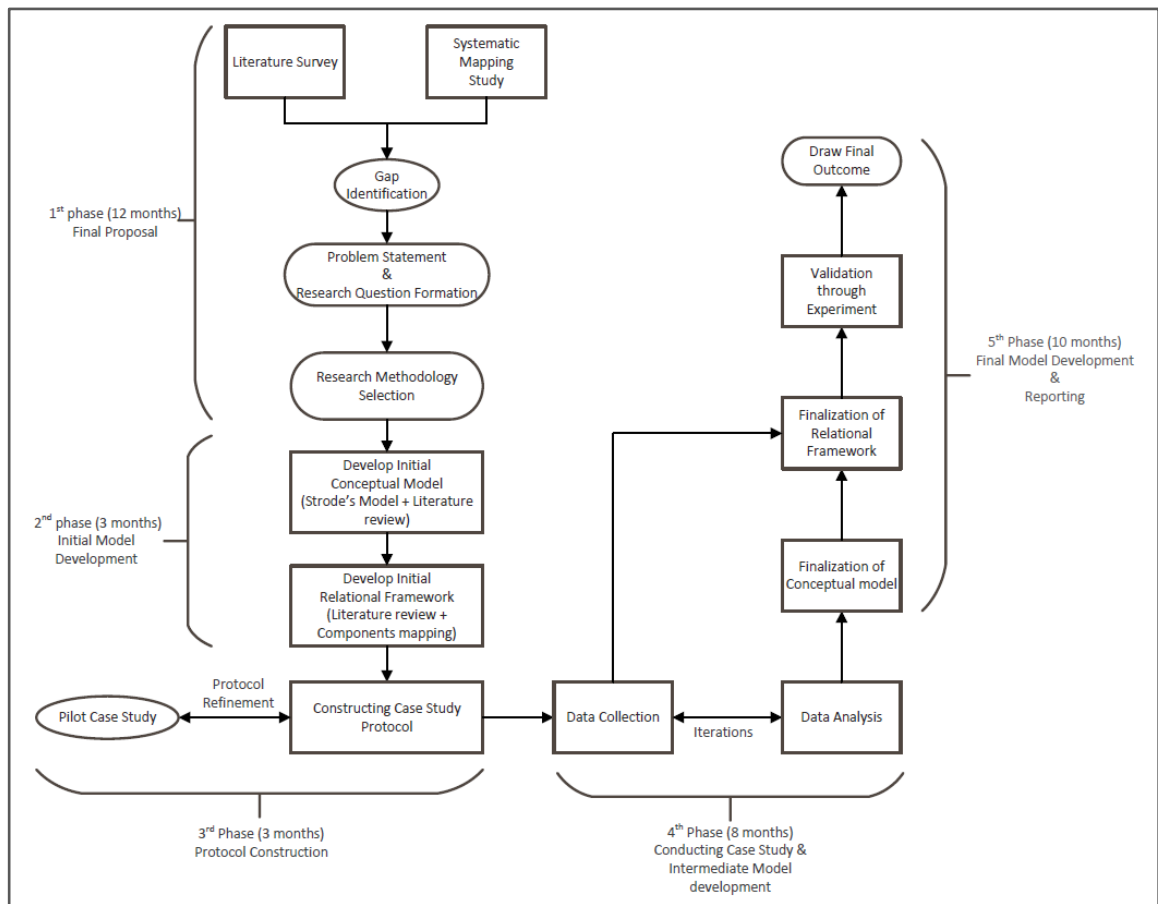 Literature Survey
Systematic
Mapping
Study
Gap
Identification
1st phase (12 months)
Final Proposal
Problem Statement
&
Research Question Formation
Research Methodology
Selection
Develop Initial
Conceptual Model
(Strode's Model + Literature
review)
2nd phase (3 months)
Initial Model
Development
Develop Initial
Relational Framework
(Literature review +
Components mapping)
Pilot Case Study
Protocol
Refinement
Constructing Case Study
Protocol
3rd Phase (3 months)
Protocol Construction
Data Collection
Iterations
Data Analysis
4th Phase (8 months)
Conducting Case Study &
Intermediate Model
development
Draw Final
Outcome
Validation
through
Experiment
Finalization of
Relational
Framework
Finalization of
Conceptual model
5th Phase (10 months)
Final Model Development
&
Reporting